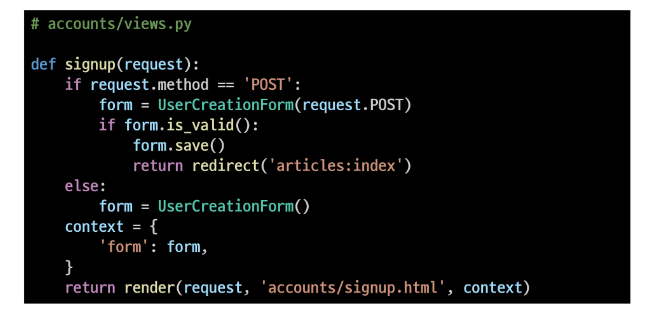 # accounts/views.py

def signup(request):
    if request.method == 'POST':
        form = UserCreationForm(request.POST)
        if form.is_valid():
            form.save()
            return redirect('articles:index')
    else:
        form = UserCreationForm()
    context = {
        'form': form,
    }
    return render(request, 'accounts/signup.html', context)